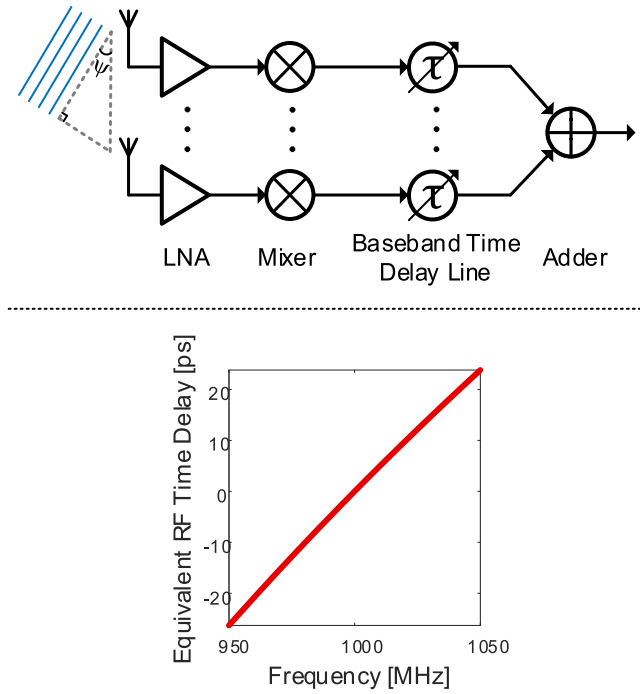 ψ
τ
τ
LNA
Mixer
Baseband Time
Delay Line
Adder
Equivalent RF Time Delay [ps]
20
10
0
-10
-20
950
1000
1050
Frequency [MHz]